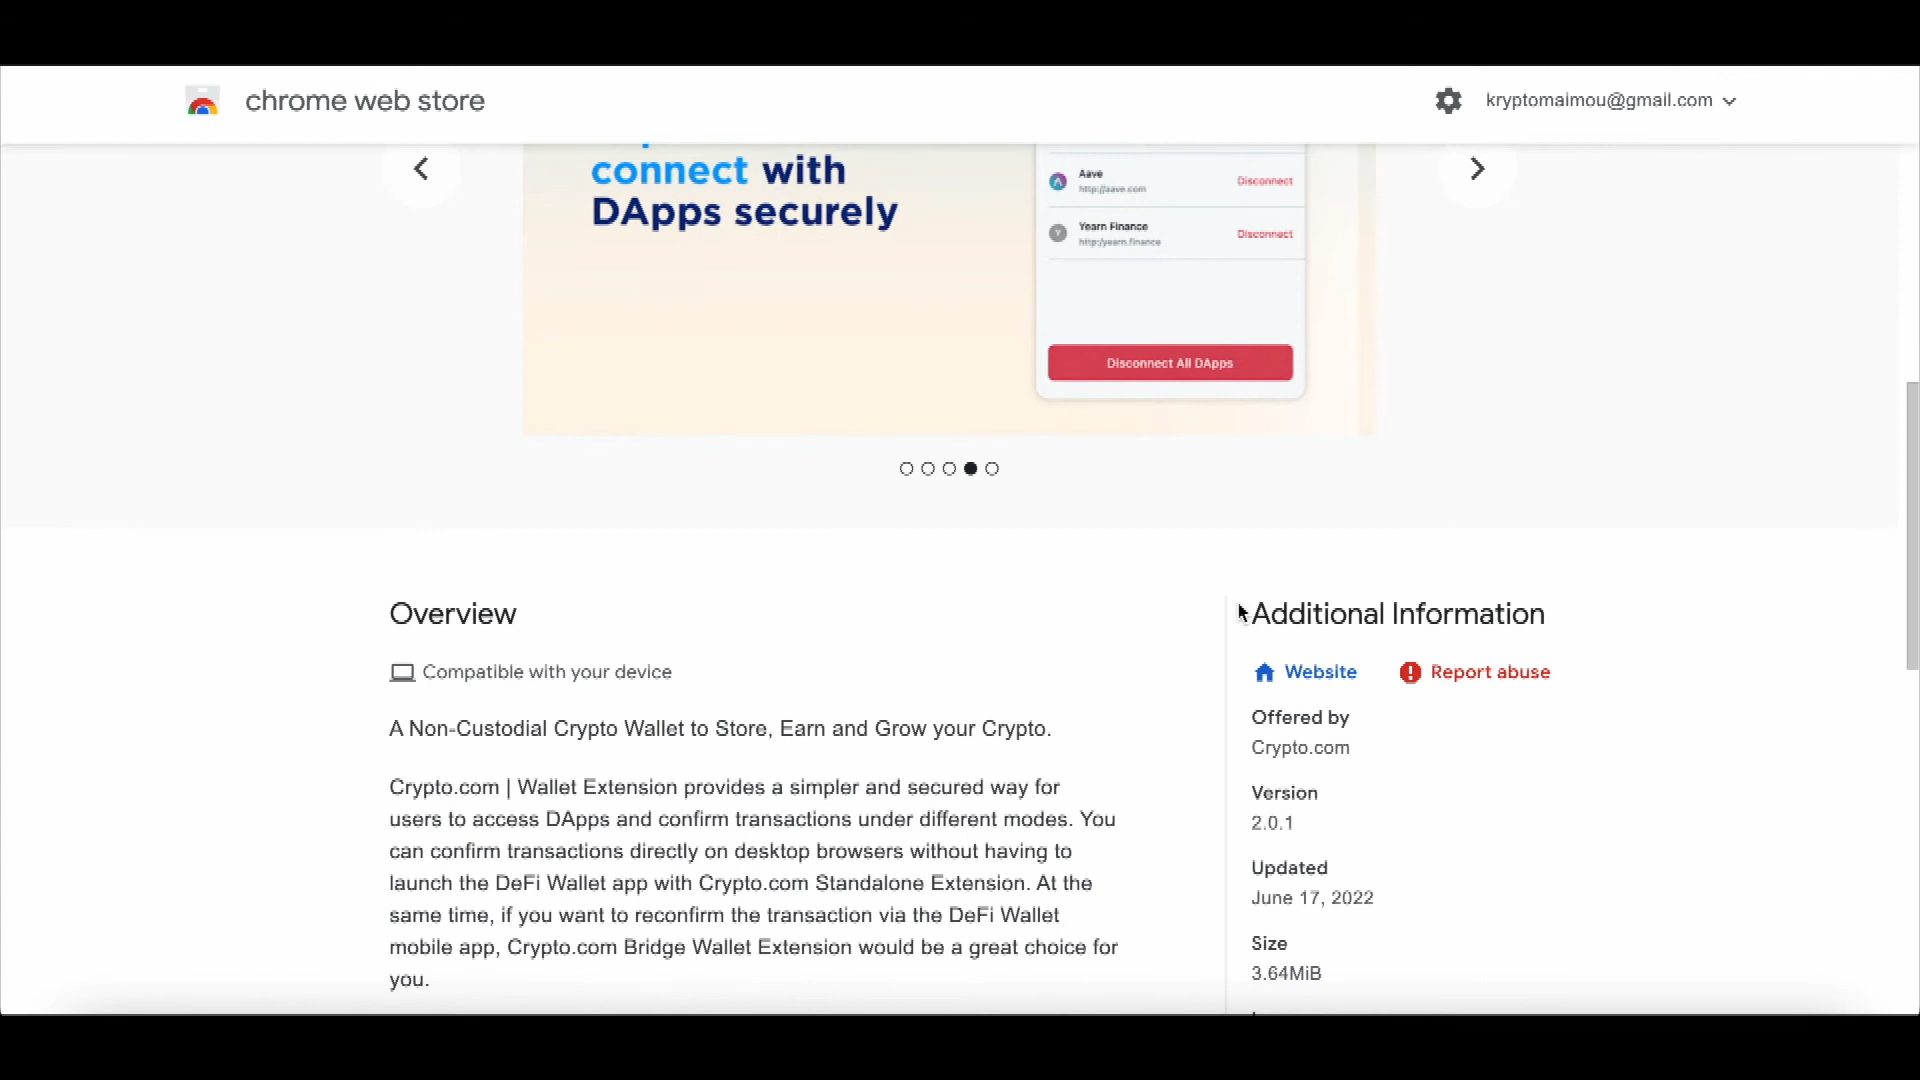 chrome web store
kryptomaimou@gmail.com
connect with
DApps securely
Aave
http://aave.com
Disconnect
Yearn Finance
http:/yearn.finance
Disconnect
Disconnect All DApps
Overview
Compatible with your device
A Non-Custodial Crypto Wallet to Store, Earn and Grow your Crypto.
Crypto.com | Wallet Extension provides a simpler and secured way for
users to access DApps and confirm transactions under different modes. You
can confirm transactions directly on desktop browsers without having to
launch the DeFi Wallet app with Crypto.com Standalone Extension. At the
same time, if you want to reconfirm the transaction via the DeFi Wallet
mobile app, Crypto.com Bridge Wallet Extension would be a great choice for
you.
Additional Information
Website
Report abuse
Offered by
Crypto.com
Version
2.0.1
Updated
June 17, 2022
Size
3.64MiB